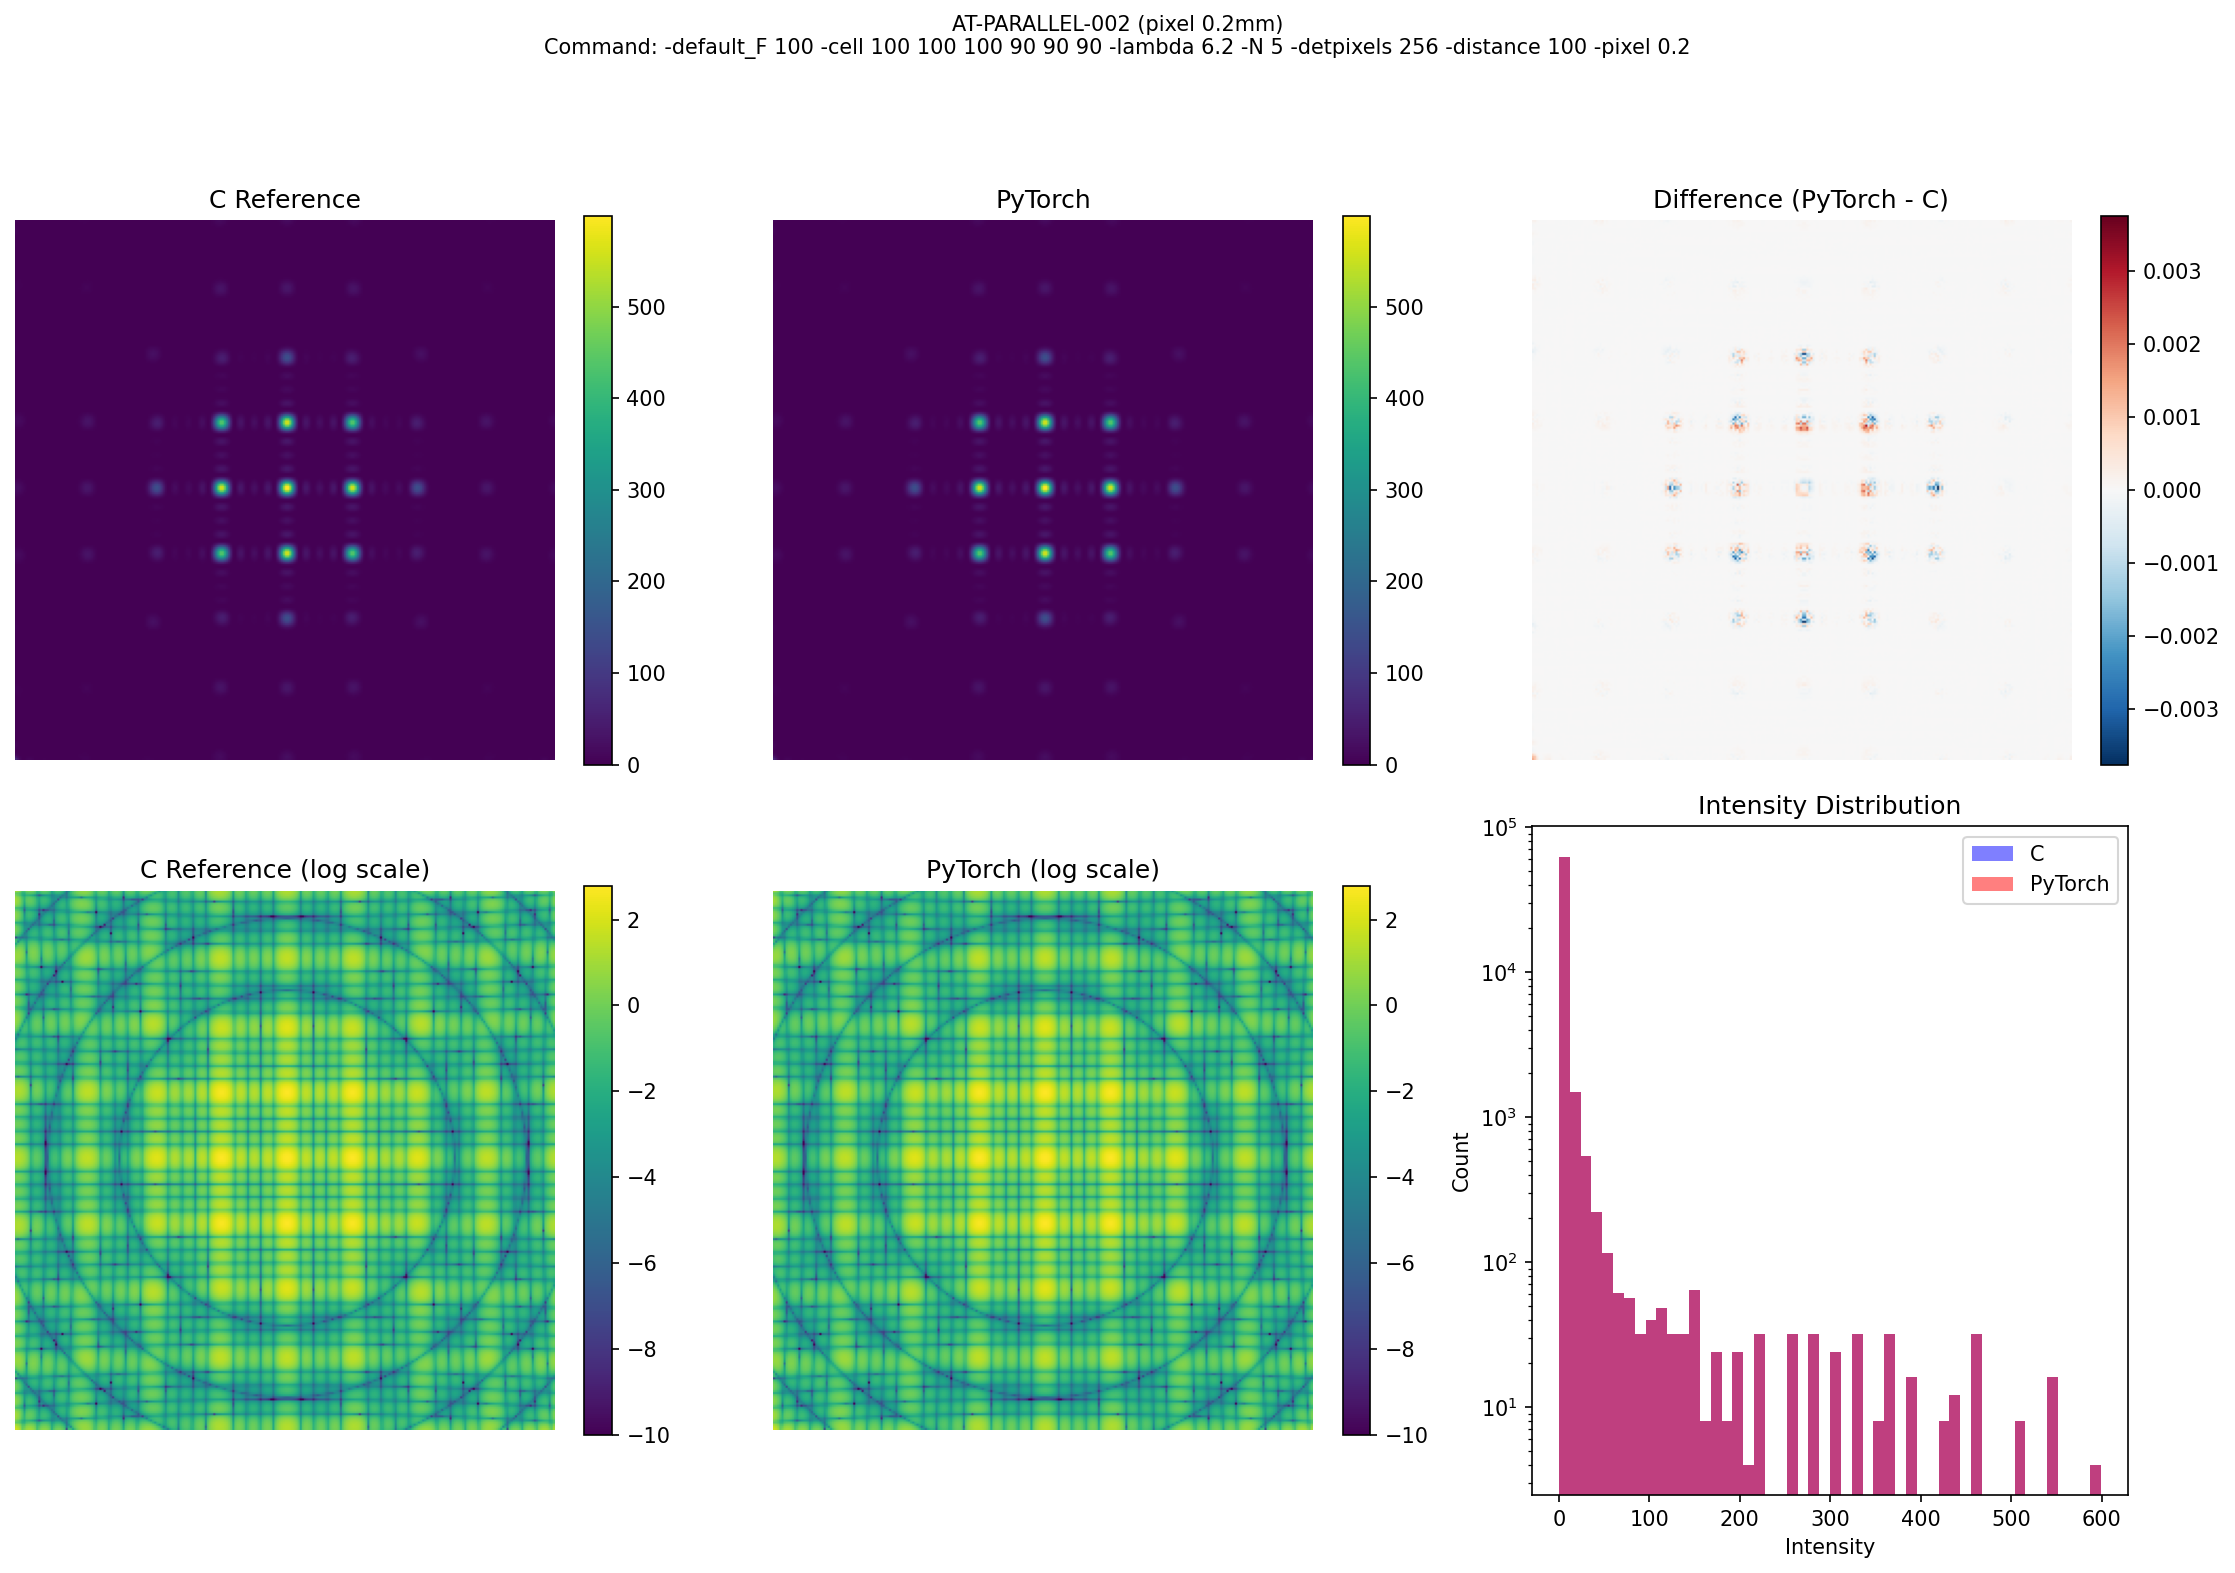 AT-PARALLEL-002 (pixel 0.2mm)
Command: -default_F 100 -cell 100 100 100 90 90 90 -lambda 6.2 -N 5 -detpixels 256 -distance 100 -pixel 0.2
C Reference
500
400
300
200
100
0
PyTorch
500
400
300
200
100
0
Difference (PyTorch - C)
0.003
0.002
0.001
0.000
−0.001
−0.002
−0.003
C Reference (log scale)
2
0
−2
−4
−6
−8
−10
PyTorch (log scale)
2
0
−2
−4
−6
−8
−10
Intensity Distribution
C
PyTorch
10⁵
10⁴
10³
10²
10¹
Count
0 100 200 300 400 500 600
Intensity